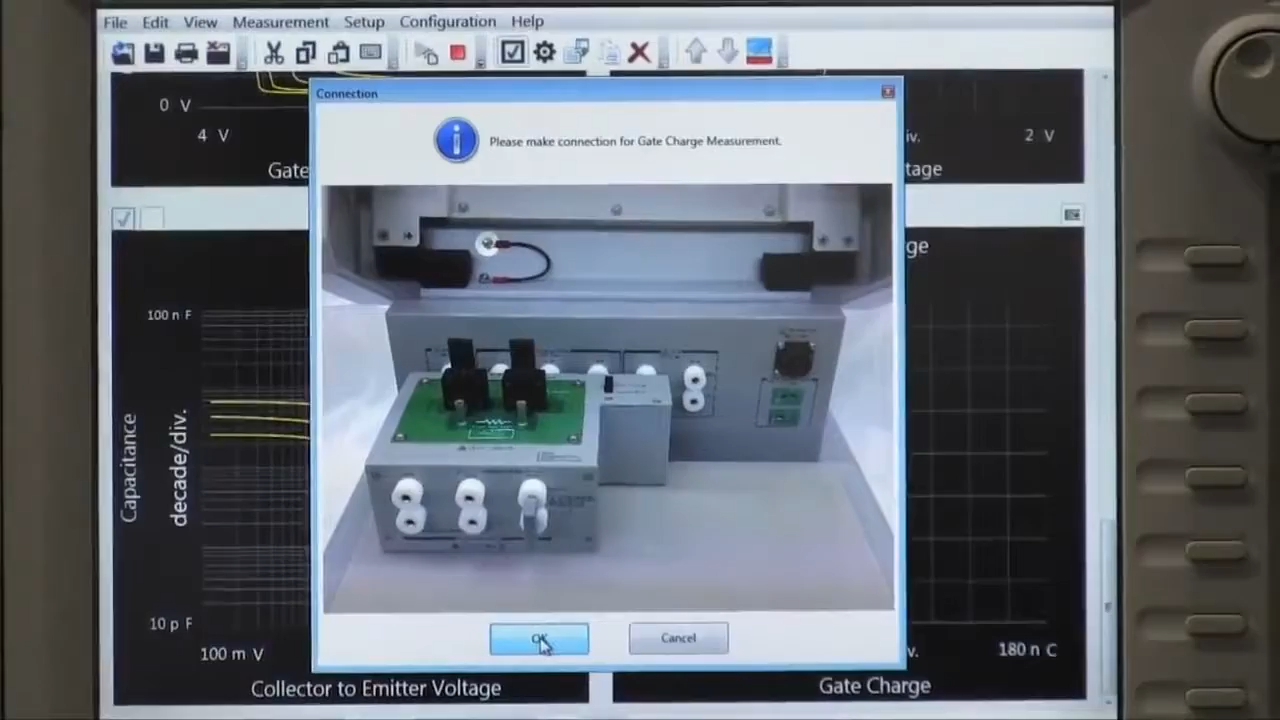 File Edit View Measurement Setup Configuration Help
Connection
Please make connection for Gate Charge Measurement.
0 V
4 V
iv.
2 V
Gate
tage
ge
100 n F
Capacitance
decade/div.
10 p F
100 m V
v.
180 n C
OK
Cancel
Collector to Emitter Voltage
Gate Charge